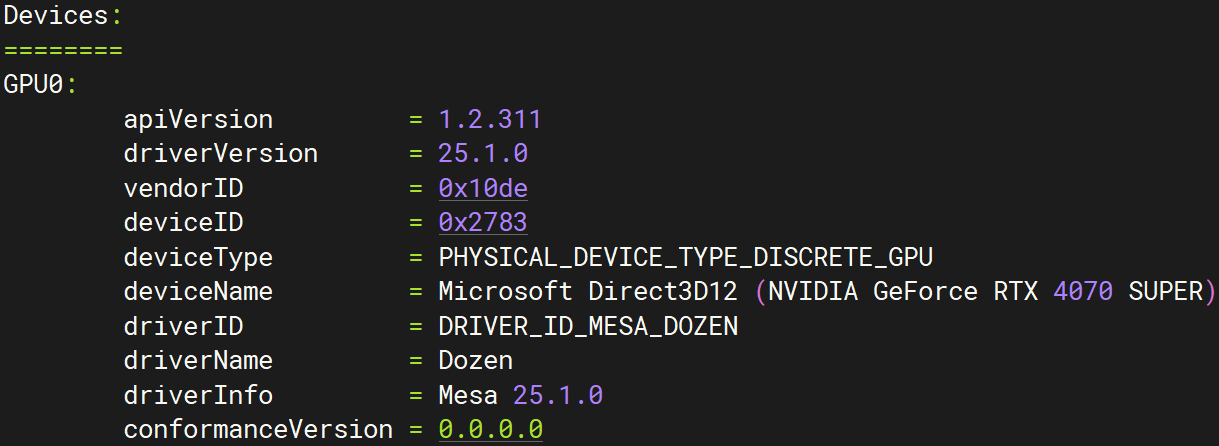 Devices:
========
GPU0:
        apiVersion         = 1.2.311
        driverVersion      = 25.1.0
        vendorID           = 0x10de
        deviceID           = 0x2783
        deviceType         = PHYSICAL_DEVICE_TYPE_DISCRETE_GPU
        deviceName         = Microsoft Direct3D12 (NVIDIA GeForce RTX 4070 SUPER)
        driverID           = DRIVER_ID_MESA_DOZEN
        driverName         = Dozen
        driverInfo         = Mesa 25.1.0
        conformanceVersion = 0.0.0.0